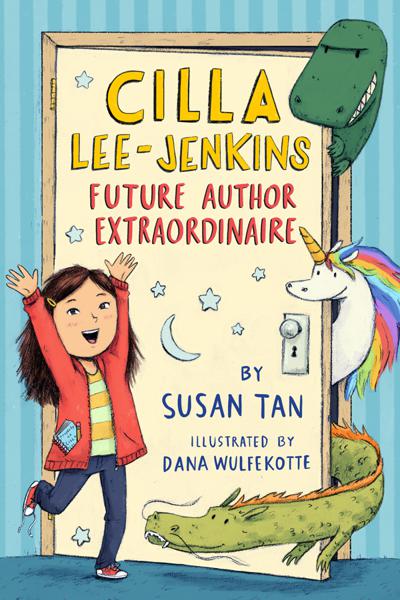 CILLA
LEE-JENKINS
FUTURE AUTHOR
EXTRAORDINAIRE
BY
SUSAN TAN
ILLUSTRATED BY
DANA WULFEKOTTE